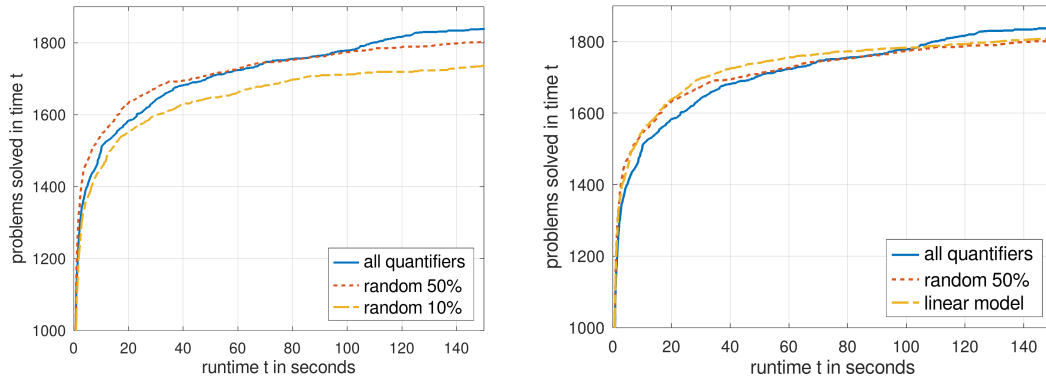 problems solved in time t
1800
1600
1400
1200
1000
0
20
40
60
80
100
120
140
runtime t in seconds
all quantifiers
random 50%
random 10%
problems solved in time t
1800
1600
1400
1200
1000
0
20
40
60
80
100
120
140
runtime t in seconds
all quantifiers
random 50%
linear model